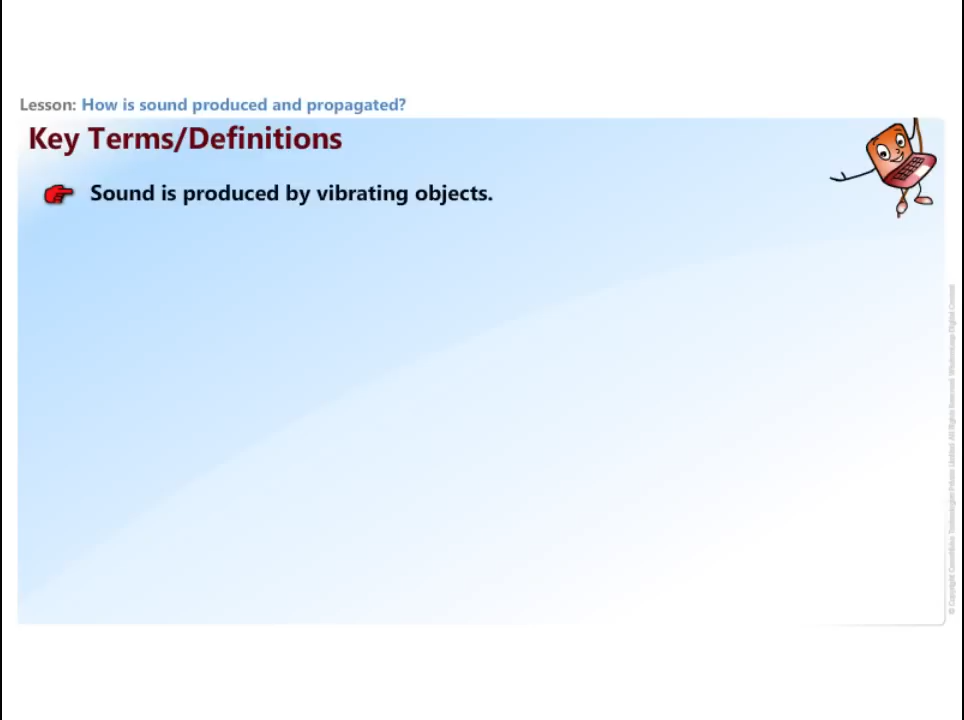 Lesson: How is sound produced and propagated?
Key Terms/Definitions
Sound is produced by vibrating objects.